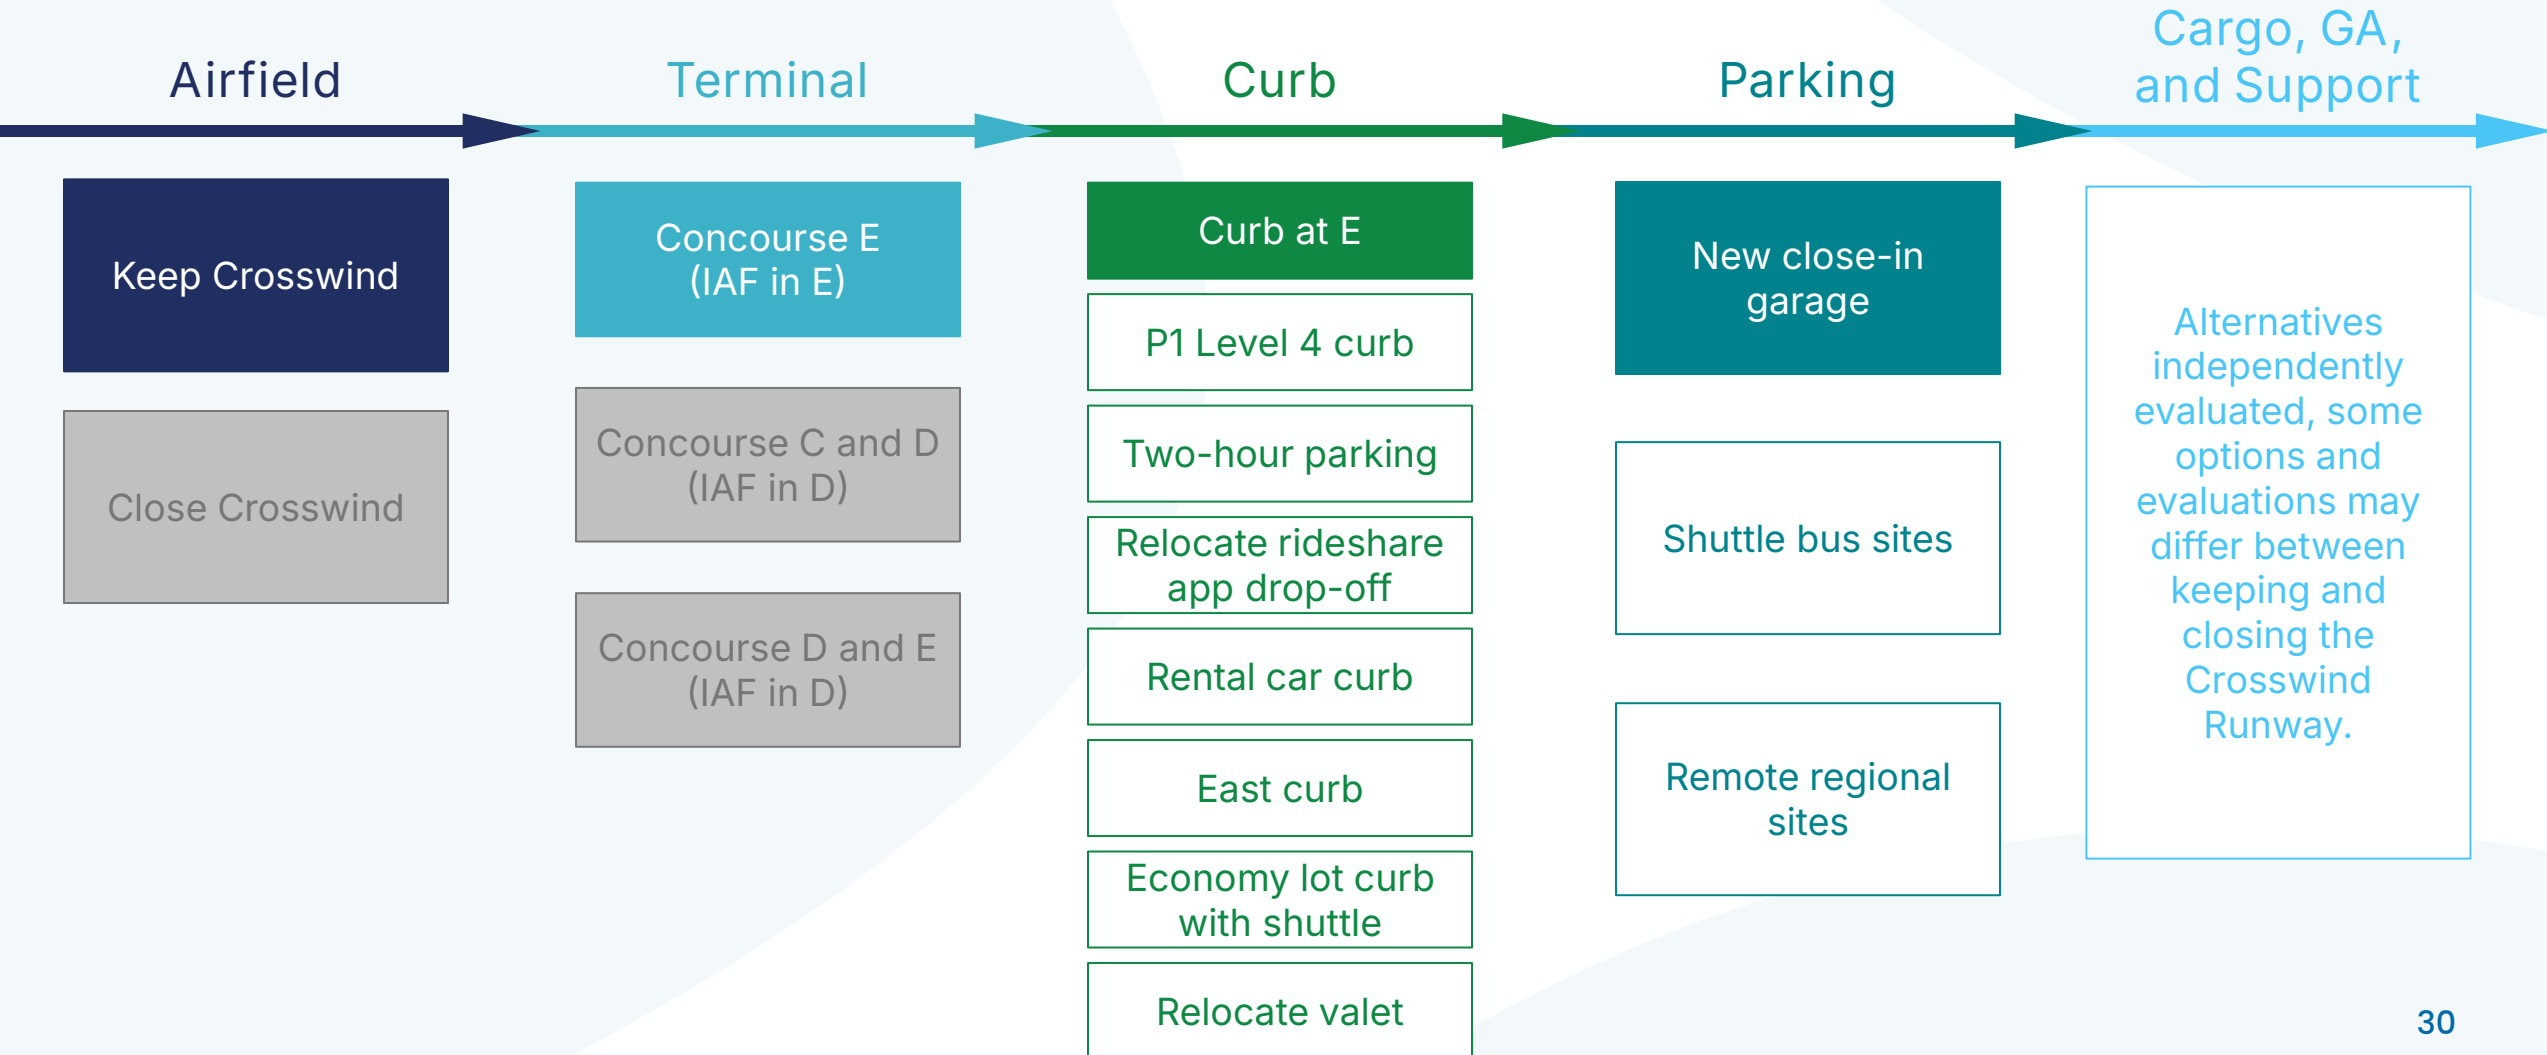 Airfield
Terminal
Curb
Parking
Cargo, GA,
and Support
Keep Crosswind
Close Crosswind
Concourse E
(IAF in E)
Concourse C and D
(IAF in D)
Concourse D and E
(IAF in D)
Curb at E
P1 Level 4 curb
Two-hour parking
Relocate rideshare
app drop-off
Rental car curb
East curb
Economy lot curb
with shuttle
Relocate valet
New close-in
garage
Shuttle bus sites
Remote regional
sites
Alternatives
independently
evaluated, some
options and
evaluations may
differ between
keeping and
closing the
Crosswind
Runway.
30